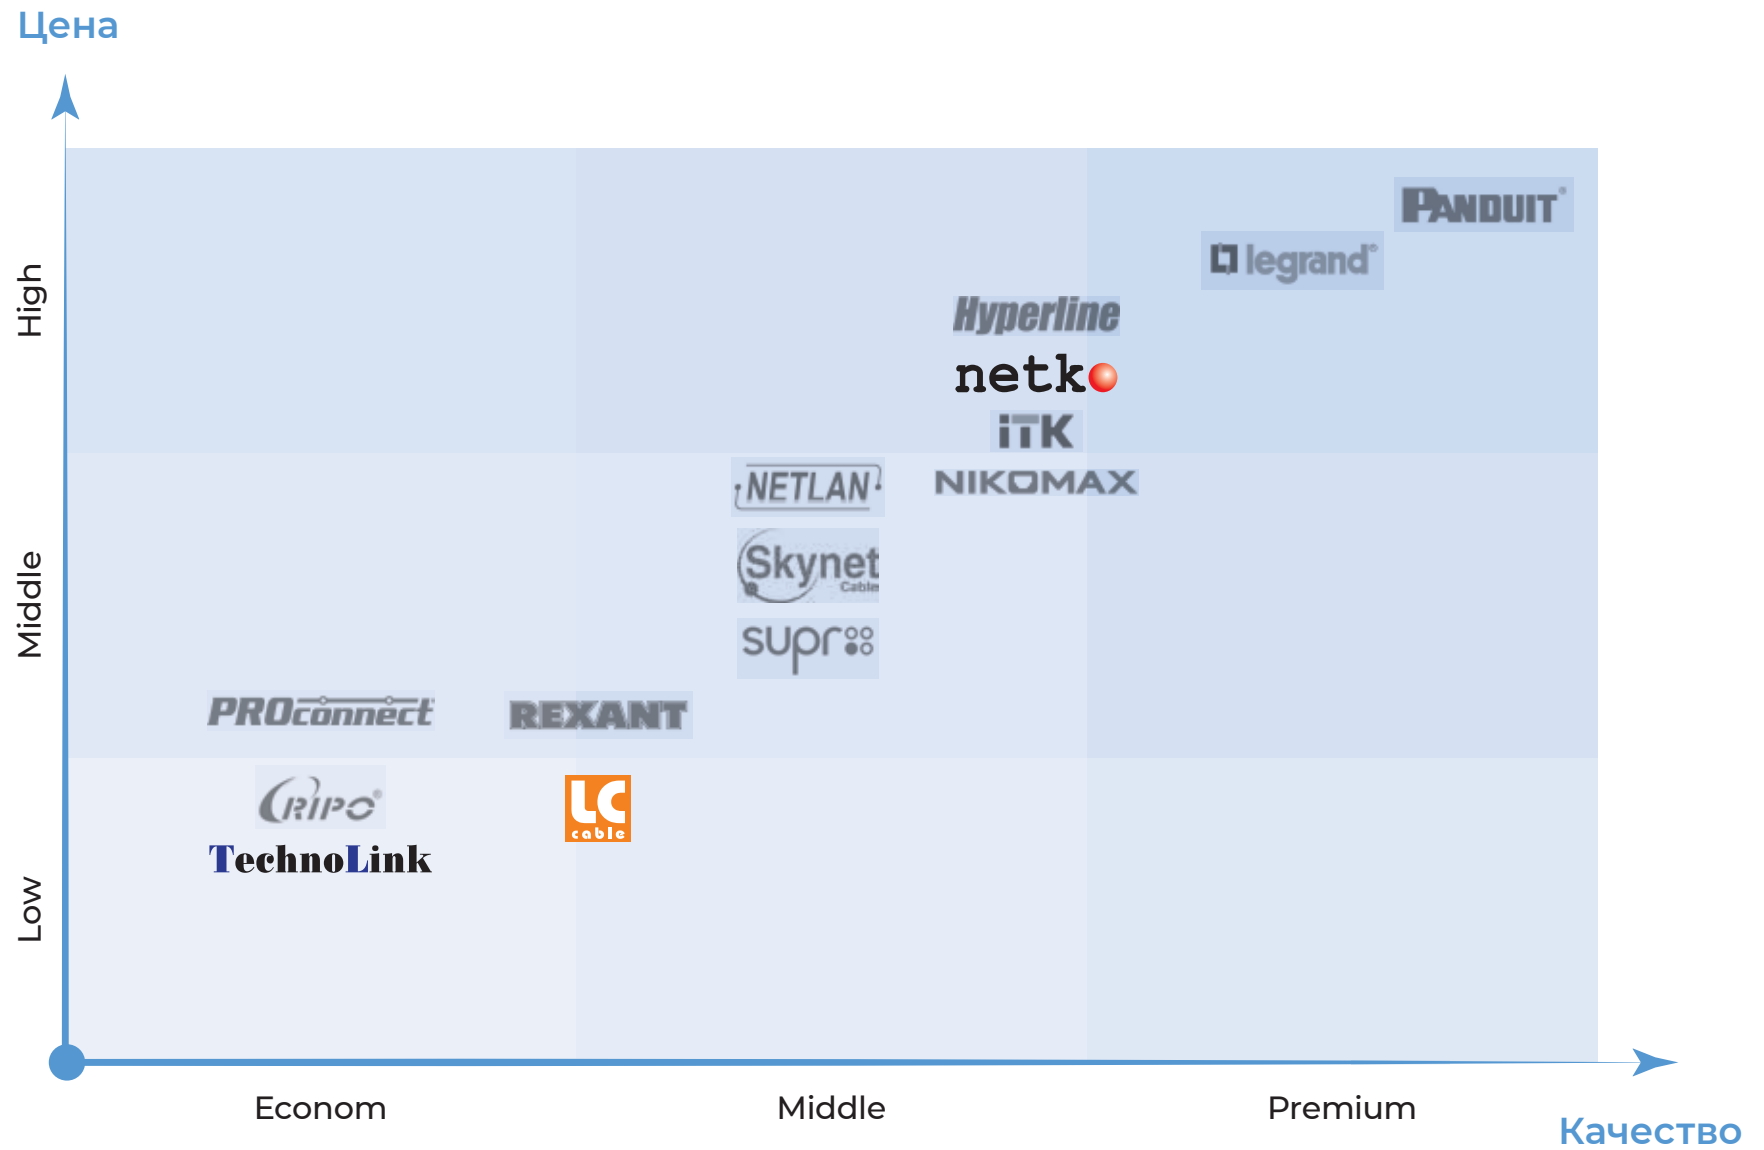 Цена
High
PANDUIT®
legrand®
Hyperline
netk
iTK
Middle
NETLAN
NIKOMAX
Skynet
Cable
supr
PROconnect
REXANT
Low
RIPO®
LC
cable
TechnoLink
Econom
Middle
Premium
Качество